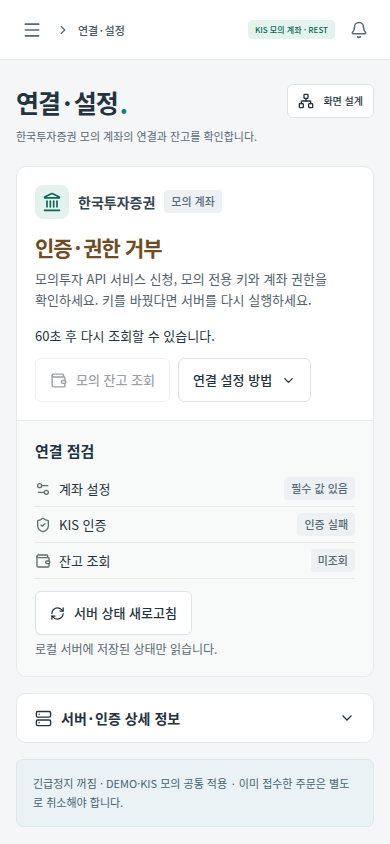 연결·설정
KIS 모의 계좌 · REST
연결·설정.
화면 설계
한국투자증권 모의 계좌의 연결과 잔고를 확인합니다.
한국투자증권
모의 계좌
인증·권한 거부
모의투자 API 서비스 신청, 모의 전용 키와 계좌 권한을
확인하세요. 키를 바꿨다면 서버를 다시 실행하세요.
60초 후 다시 조회할 수 있습니다.
모의 잔고 조회
연결 설정 방법
연결 점검
계좌 설정
필수 값 있음
KIS 인증
인증 실패
잔고 조회
미조회
서버 상태 새로고침
로컬 서버에 저장된 상태만 읽습니다.
서버·인증 상세 정보
긴급정지 꺼짐 · DEMO·KIS 모의 공통 적용 · 이미 접수한 주문은 별도
로 취소해야 합니다.